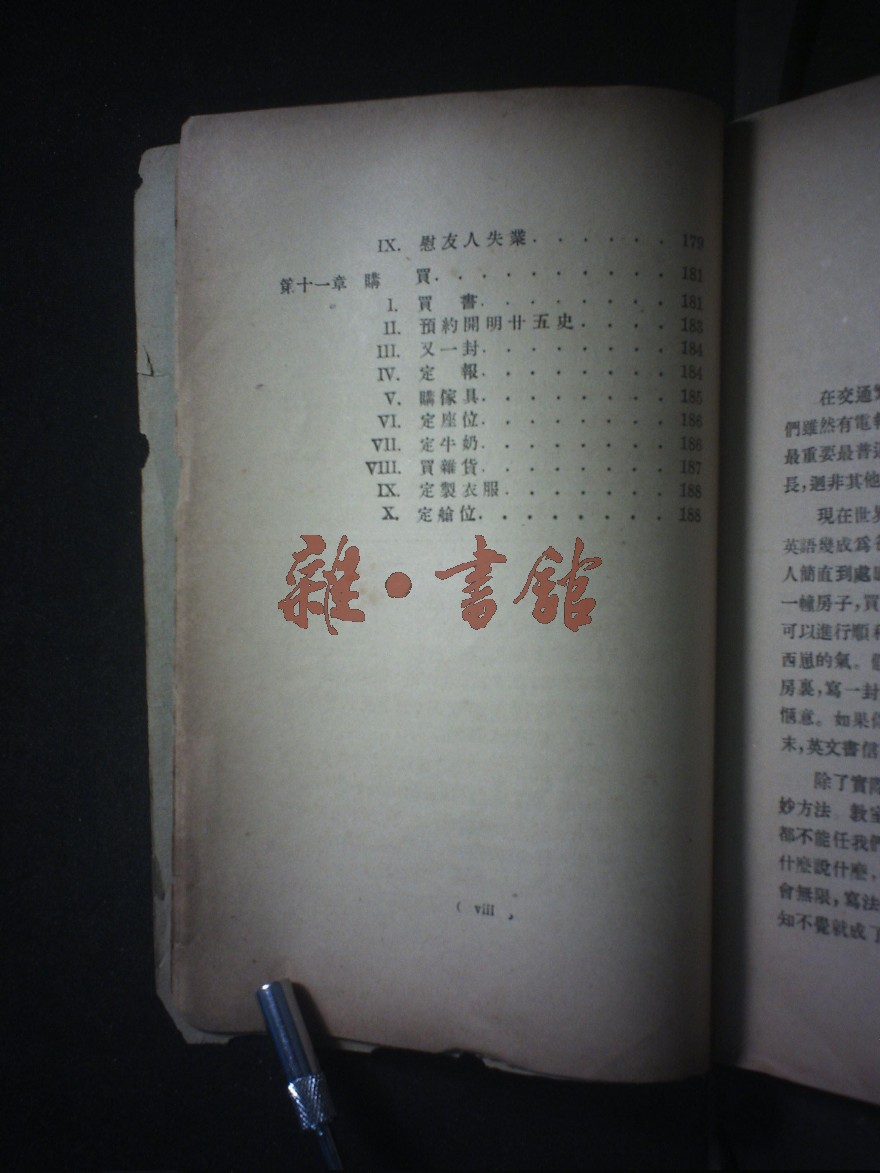 IX. 慰友人失業. . . . . . 179
第十一章 購 買. . . . . . . . . . 181
I. 買 書. . . . . . . . 181
II. 預約開明廿五史. . . . 183
III. 又一封. . . . . . . . 184
IV. 定 報. . . . . . . . 184
V. 購傢具. . . . . . . . 185
VI. 定座位. . . . . . . . 186
VII. 定牛奶. . . . . . . . 186
VIII. 買雜貨. . . . . . . . 187
IX. 定製衣服. . . . . . . 188
X. 定艙位. . . . . . . . 188
雜·書館
( viii )
在交通
們雖然有電
最重要最普
長,迥非其他
現在世界
英語幾成爲
人簡直到處
一幢房子,買
可以進行順利
西崽的氣。
房裏,寫一封
愜意。如果你
末,英文書信
除了實際
妙方法。教室
都不能任我們
什麽說什麽,
會無限,寫法
知不覺就成了